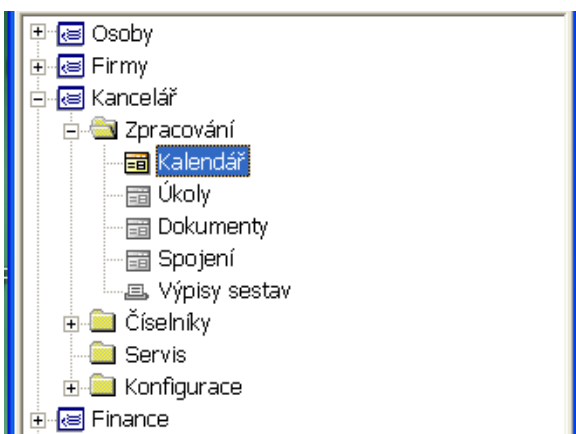 Osoby
Firmy
Kancelář
Zpracování
Kalendář
Úkoly
Dokumenty
Spojení
Výpisy sestav
Číselníky
Servis
Konfigurace
Finance